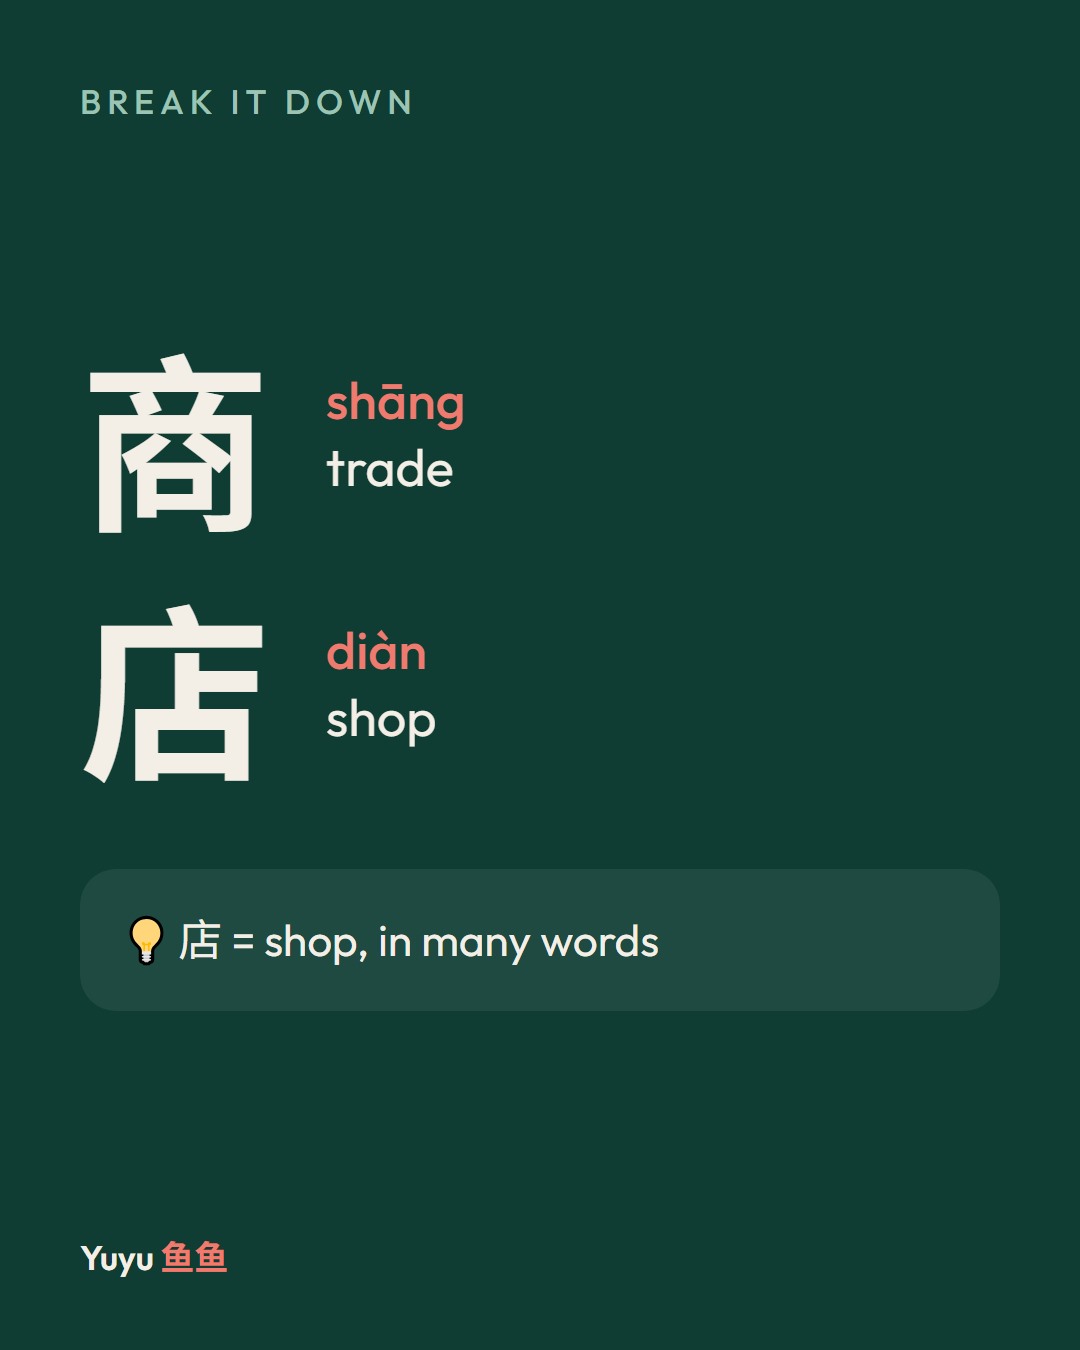 BREAK IT DOWN
商
shāng
trade
店
diàn
shop
店 = shop, in many words
Yuyu 鱼鱼